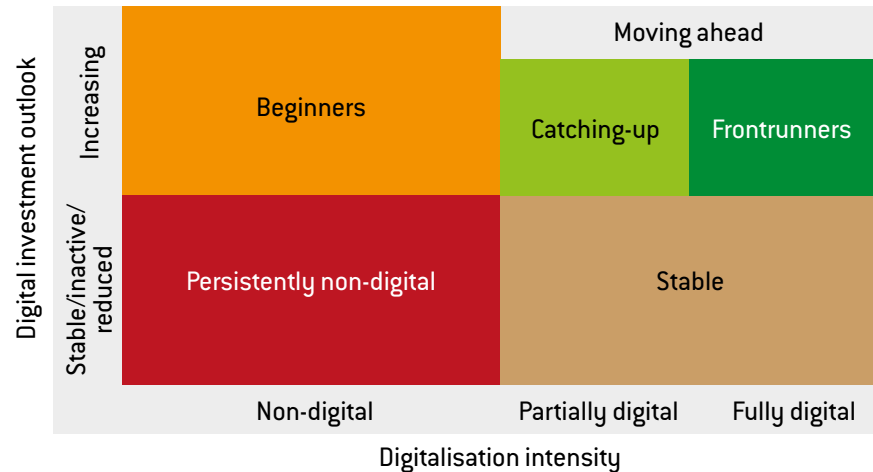 Digital investment outlook
Increasing
Stable/inactive/
reduced
Moving ahead
Beginners
Catching-up
Frontrunners
Persistently non-digital
Stable
Non-digital
Partially digital
Fully digital
Digitalisation intensity